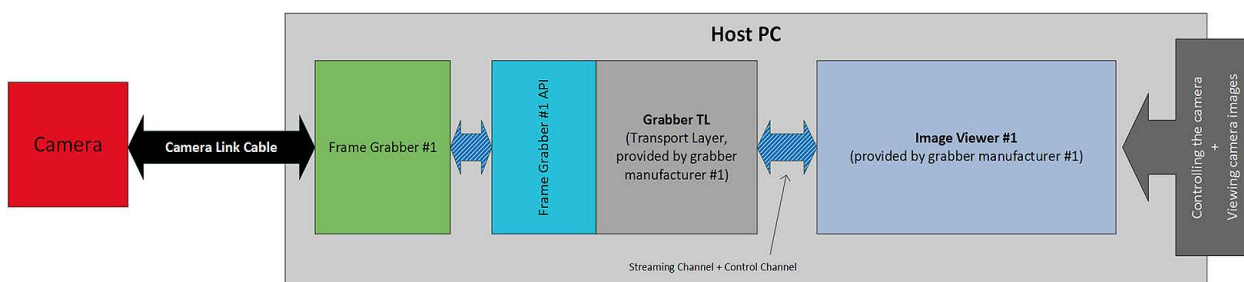 Host PC
Camera
Camera Link Cable
Frame Grabber #1
Frame Grabber #1 API
Grabber TL
(Transport Layer,
provided by grabber
manufacturer #1)
Image Viewer #1
(provided by grabber manufacturer #1)
Controlling the camera
+
Viewing camera images
Streaming Channel + Control Channel